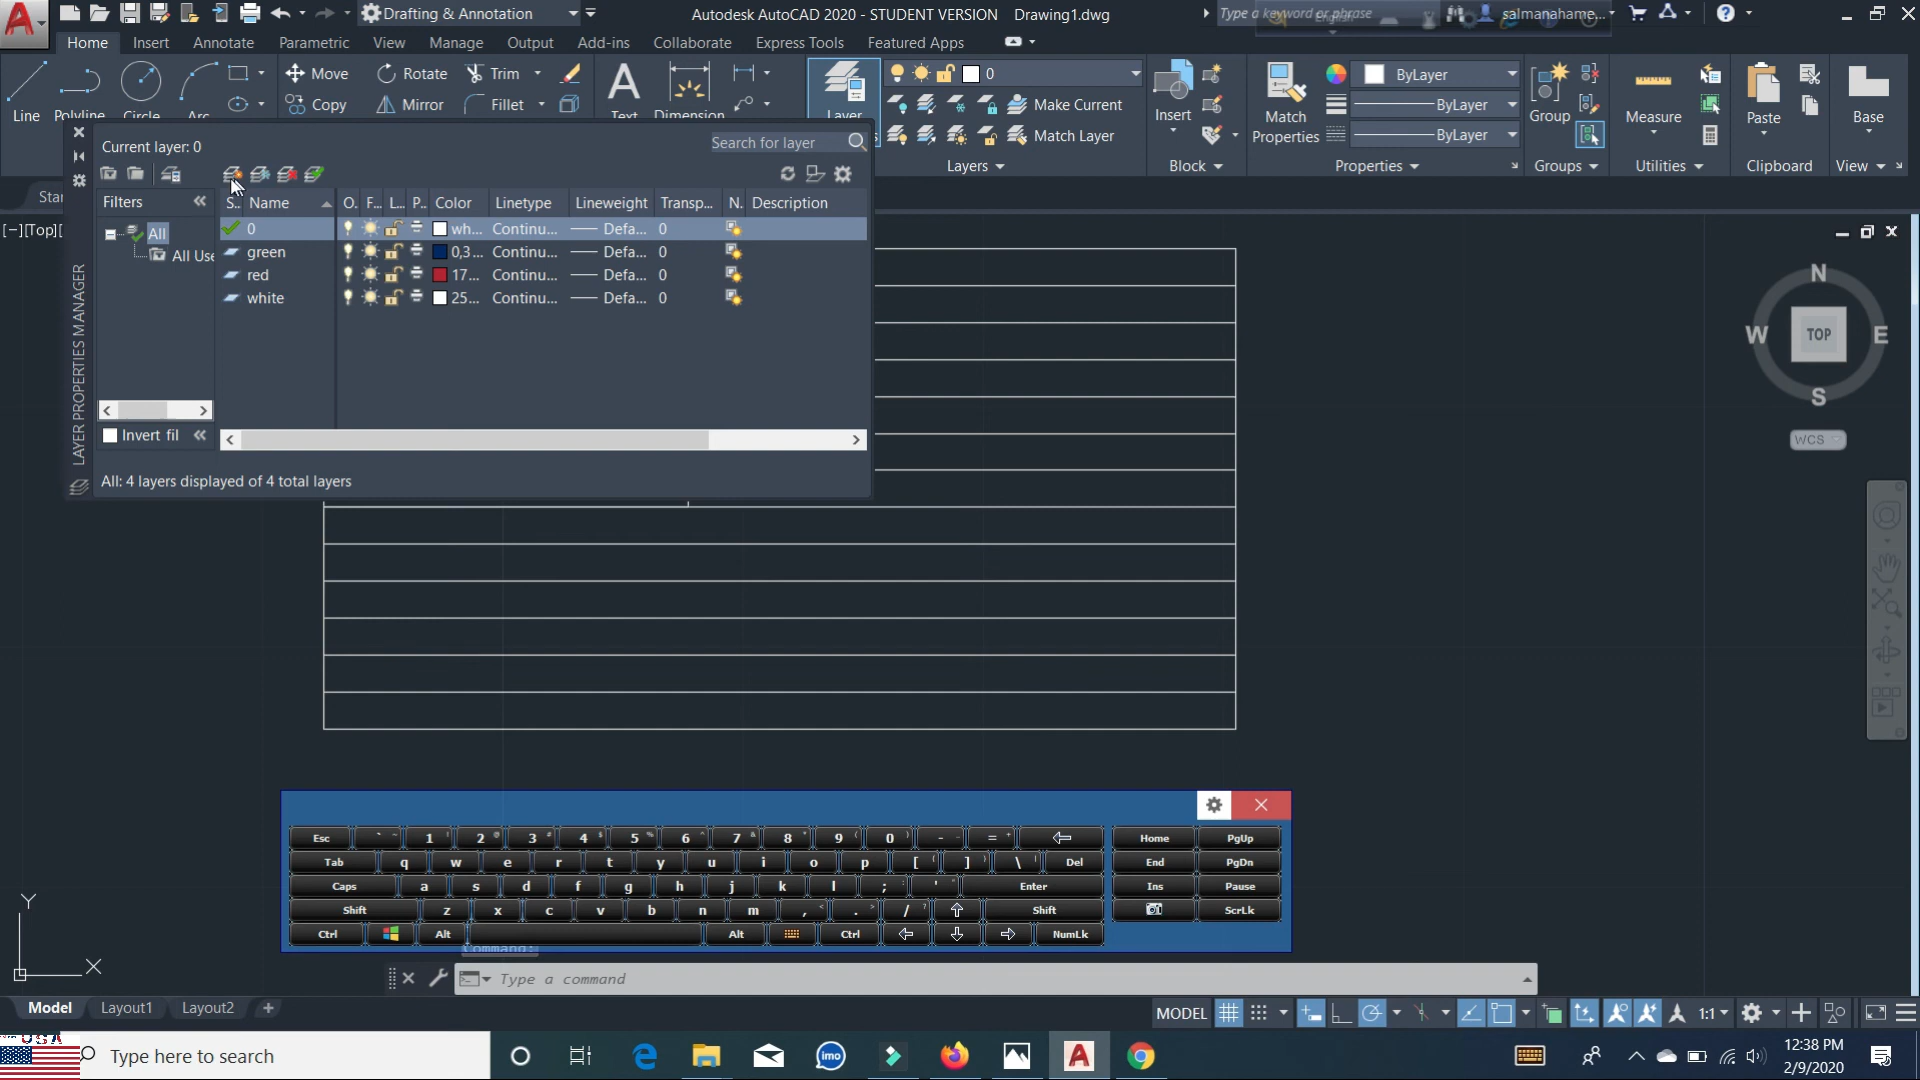 Drafting & Annotation
Autodesk AutoCAD 2020 - STUDENT VERSION Drawing1.dwg
Type a keyword or phrase
salmanahame...
Home Insert Annotate Parametric View Manage Output Add-ins Collaborate Express Tools Featured Apps
Move Rotate Trim
Copy Mirror Fillet
Line Polyline Circle Arc
Text Dimension
Layer
0
Make Current
Match Layer
Layers
Insert
Block
Match
Properties
ByLayer
ByLayer
ByLayer
Properties
Group
Groups
Measure
Utilities
Paste
Clipboard
Base
View
[−][Top][
Current layer: 0
Search for layer
Filters
S.. Name O. F... L... P.. Color Linetype Lineweight Transp... N. Description
All
All Use
0 wh... Continu... Defa... 0
green 0,3... Continu... Defa... 0
red 17... Continu... Defa... 0
white 25... Continu... Defa... 0
Invert fil
All: 4 layers displayed of 4 total layers
LAYER PROPERTIES MANAGER
N
W TOP E
S
WCS
Esc ` ~ 1 ! 2 @ 3 # 4 $ 5 % 6 ^ 7 & 8 * 9 ( 0 ) - = + Home PgUp
Tab q w e r t y u i o p [ ] \ Del End PgDn
Caps a s d f g h j k l ; ' Enter Ins Pause
Shift z x c v b n m , < . > / ? Shift ScrLk
Ctrl Alt Alt Ctrl NumLk
Command:
Type a command
Y
X
Model Layout1 Layout2 +
MODEL
1:1
USA
Type here to search
imo
12:38 PM
2/9/2020